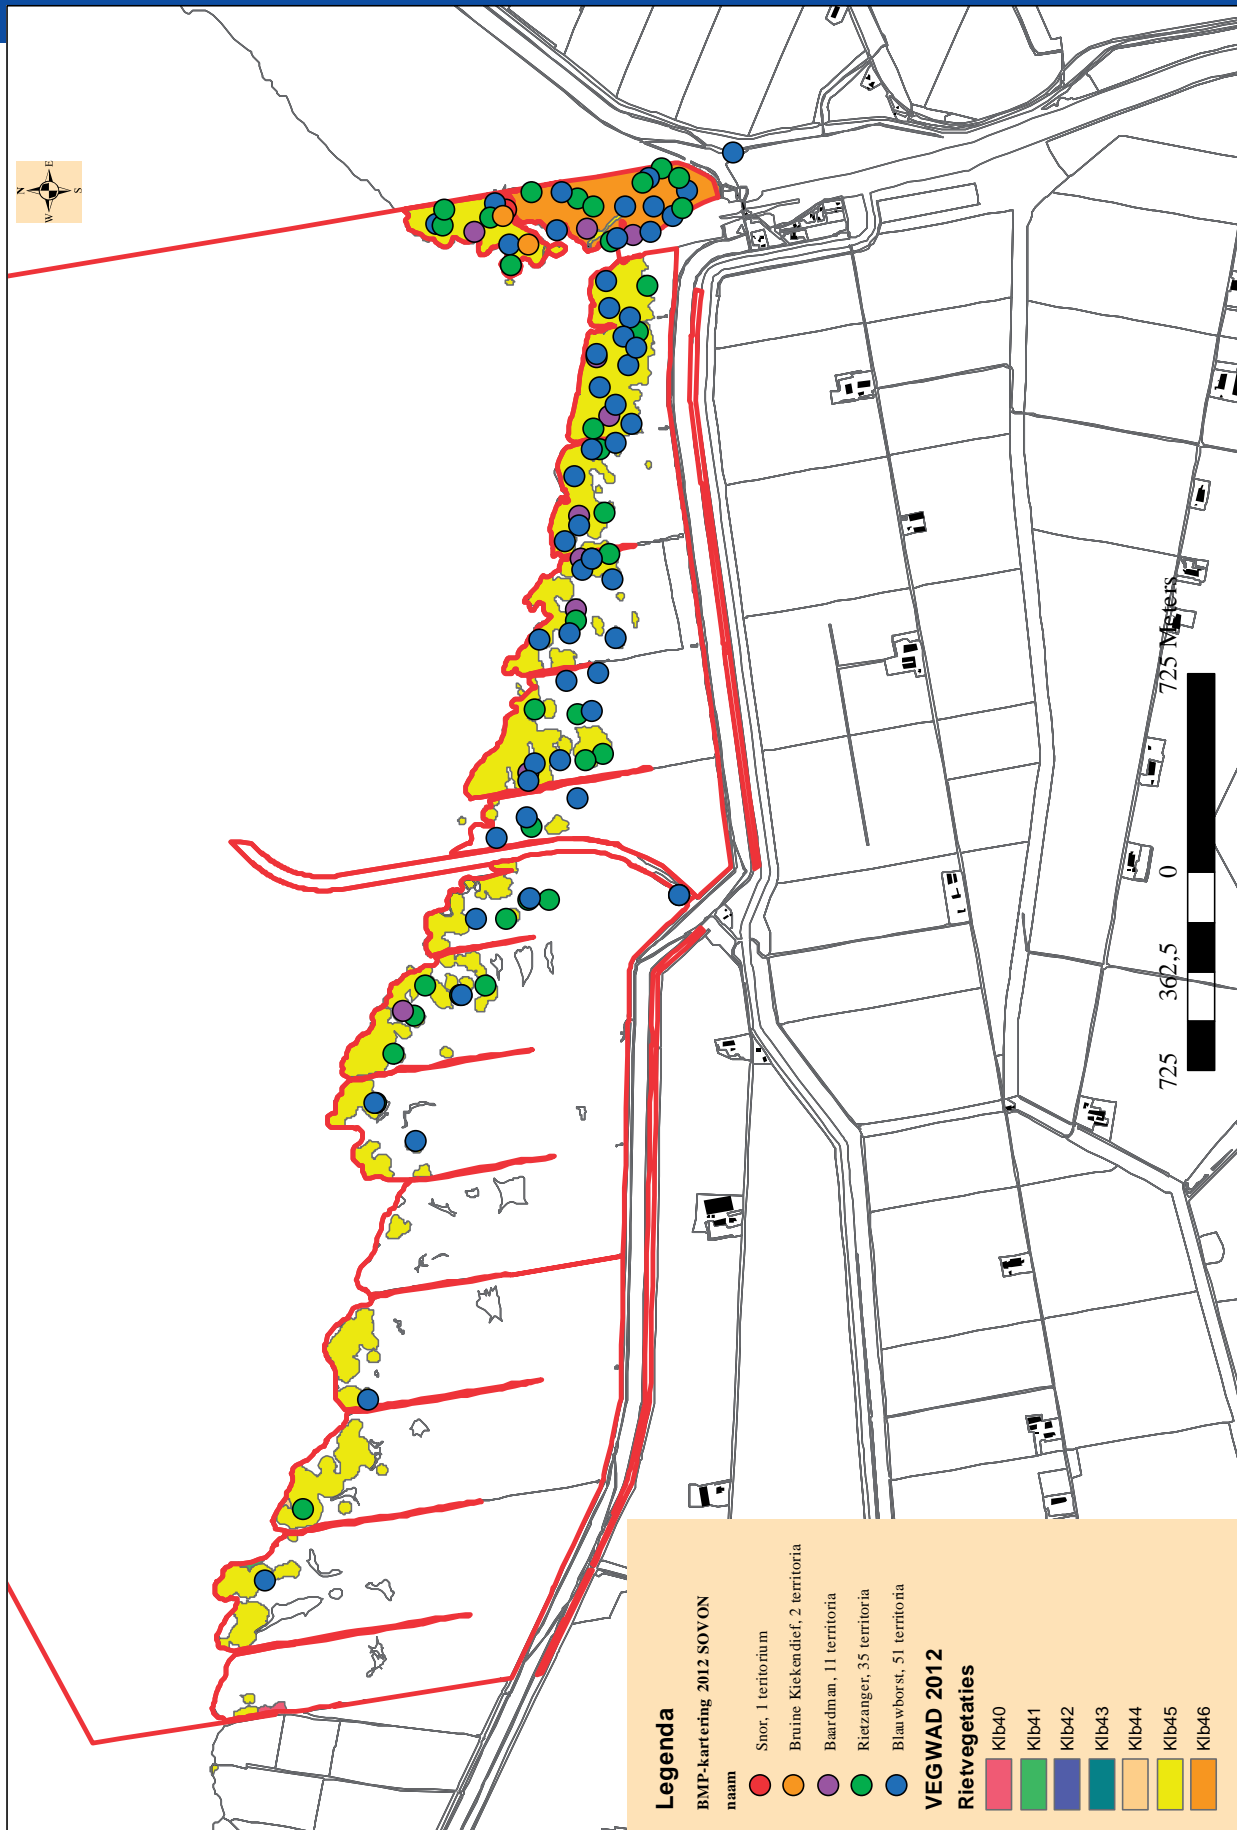 N
W E
S
725 362,5 0 725 Meters
Legenda
BMP-kartering 2012 SOVON
naam
Snor, 1 teritorium
Bruine Kiekendief, 2 territoria
Baardman, 11 territoria
Rietzanger, 35 territoria
Blauwborst, 51 territoria
VEGWAD 2012
Rietvegetaties
Klb40
Klb41
Klb42
Klb43
Klb44
Klb45
Klb46